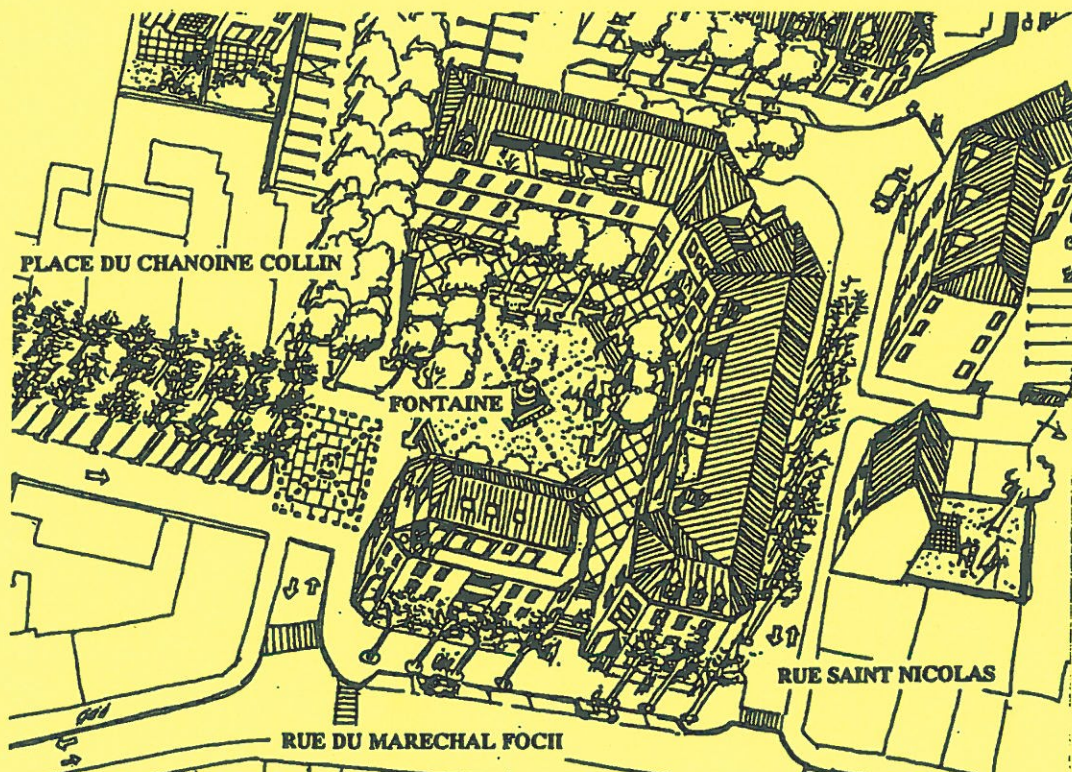 PLACE DU CHANOINE COLLIN
FONTAINE
RUE SAINT NICOLAS
RUE DU MARECHAL FOCH